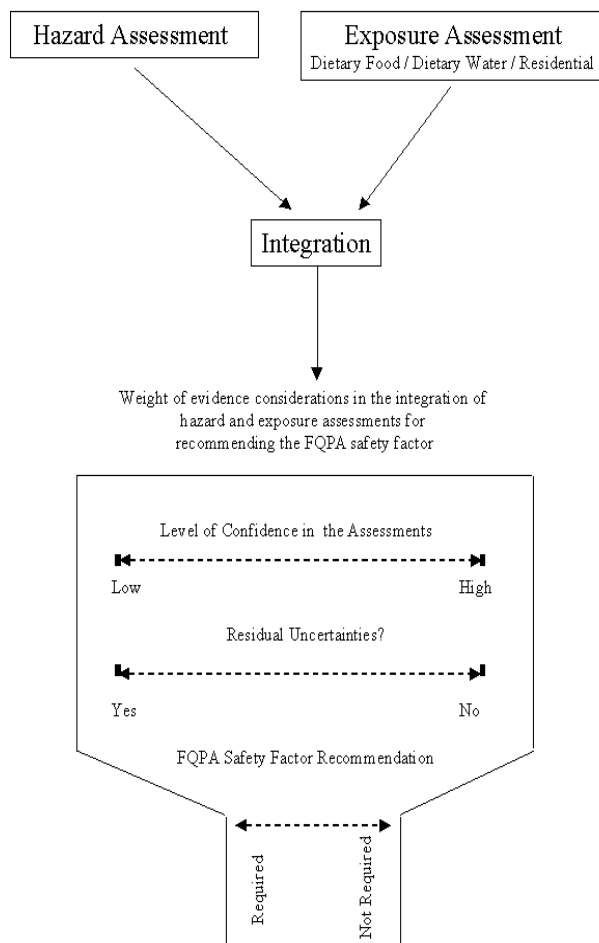 Hazard Assessment
Exposure Assessment
Dietary Food / Dietary Water / Residential
Integration
Weight of evidence considerations in the integration of
hazard and exposure assessments for
recommending the FQPA safety factor
Level of Confidence in the Assessments
Low
High
Residual Uncertainties?
Yes
No
FQPA Safety Factor Recommendation
Required
Not Required